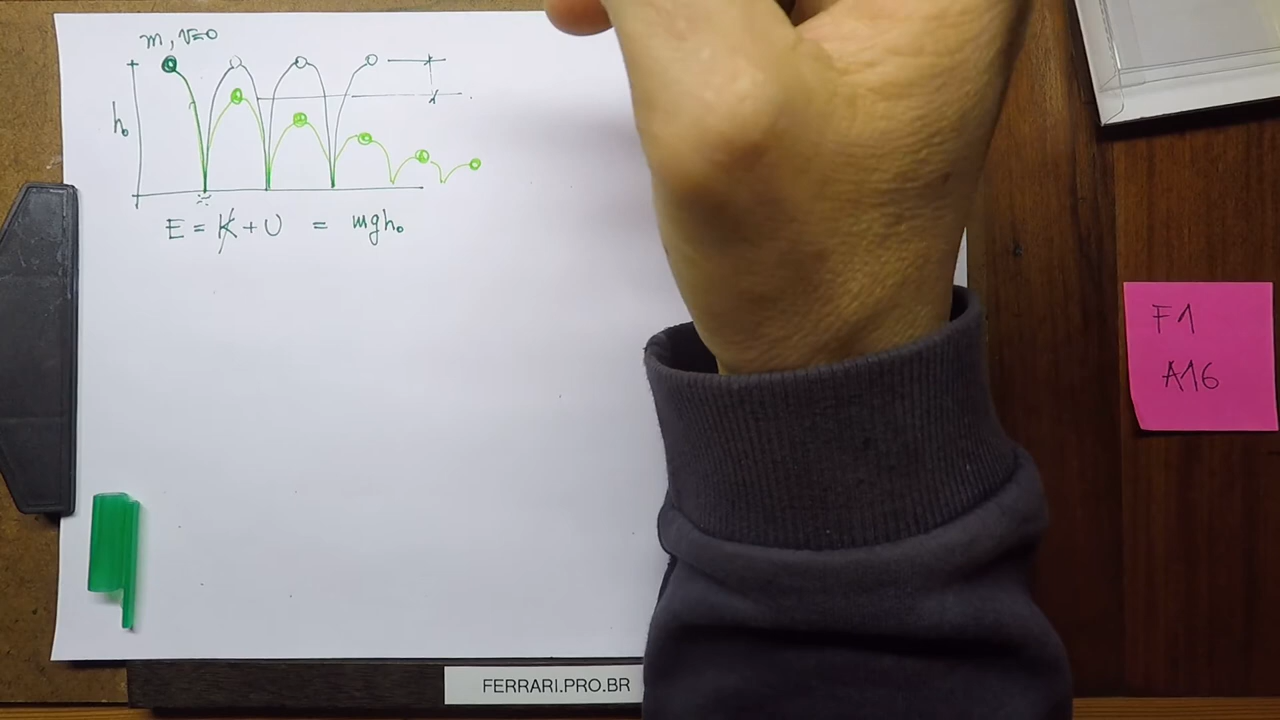 m, v=0
h₀
E = K + U = mgh₀
F1
A16
FERRARI.PRO.BR